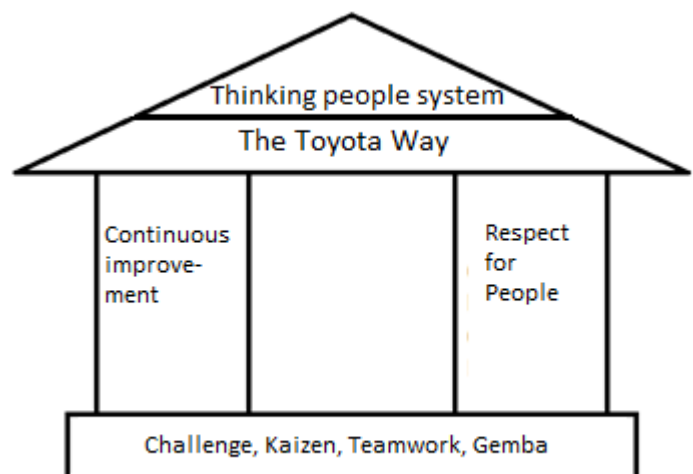 Thinking people system
The Toyota Way
Continuous
improve-
ment
Respect
for
People
Challenge, Kaizen, Teamwork, Gemba